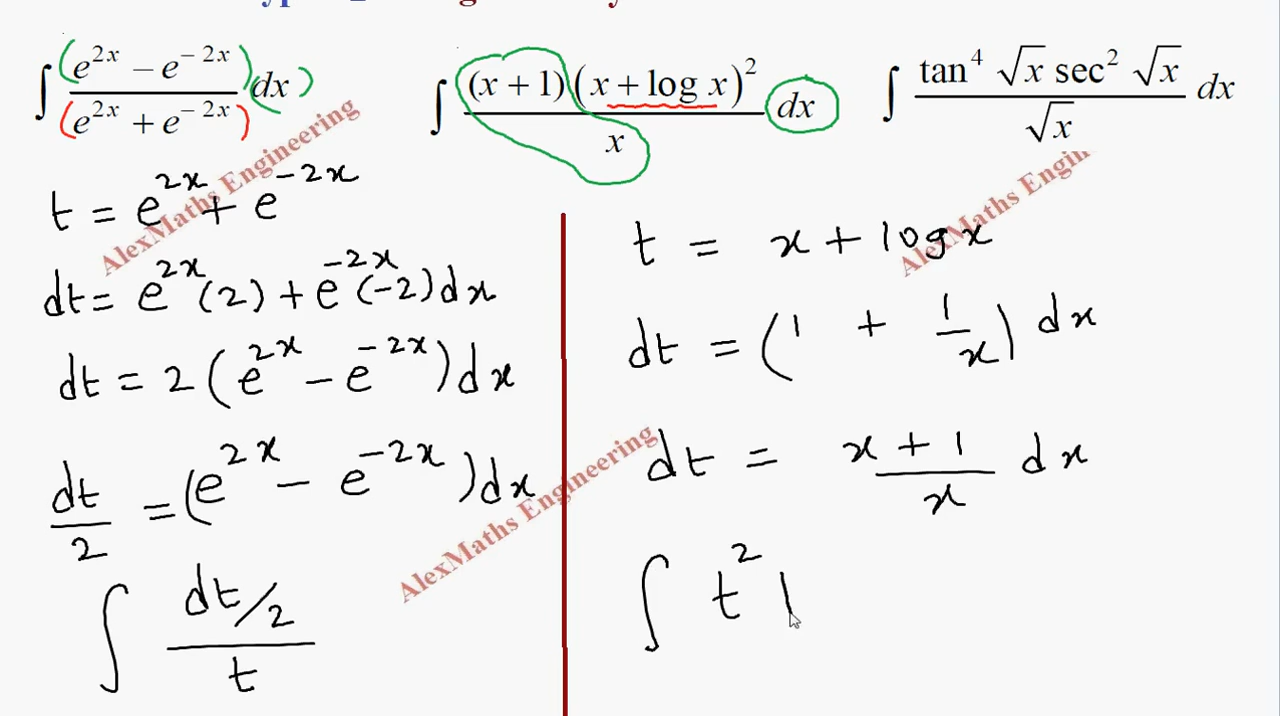 ∫ (e^{2x} − e^{−2x}) dx) / (e^{2x} + e^{−2x})
∫ (x + 1)(x + log x)^2 / x dx
∫ tan^4 √x sec^2 √x / √x dx
t = e^{2x} + e^{−2x}
dt = e^{2x}(2) + e^{−2x}(−2) dx
dt = 2(e^{2x} − e^{−2x}) dx
dt/2 = (e^{2x} − e^{−2x}) dx
∫ dt/2 / t
t = x + log x
dt = (1 + 1/x) dx
dt = x + 1 / x dx
∫ t^2
AlexMaths Engineering
AlexMaths Engin
AlexMaths Engineering